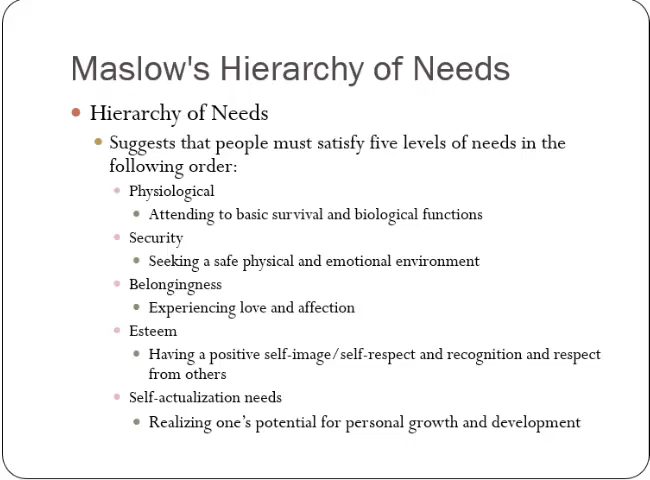 Maslow's Hierarchy of Needs
Hierarchy of Needs
Suggests that people must satisfy five levels of needs in the
following order:
Physiological
Attending to basic survival and biological functions
Security
Seeking a safe physical and emotional environment
Belongingness
Experiencing love and affection
Esteem
Having a positive self-image/self-respect and recognition and respect
from others
Self-actualization needs
Realizing one’s potential for personal growth and development